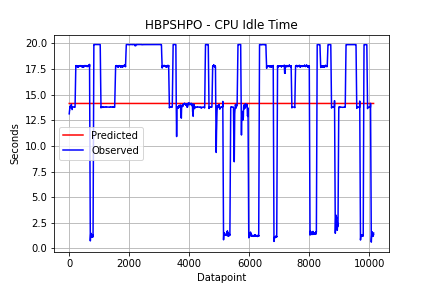 HBPSHPO - CPU Idle Time
20.0
17.5
15.0
12.5
10.0
7.5
5.0
2.5
0.0
Seconds
Predicted
Observed
0 2000 4000 6000 8000 10000
Datapoint